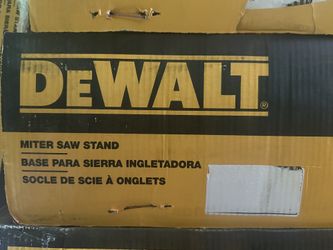 DEWALT®
MITER SAW STAND
BASE PARA SIERRA INGLETADORA
SOCLE DE SCIE À ONGLETS